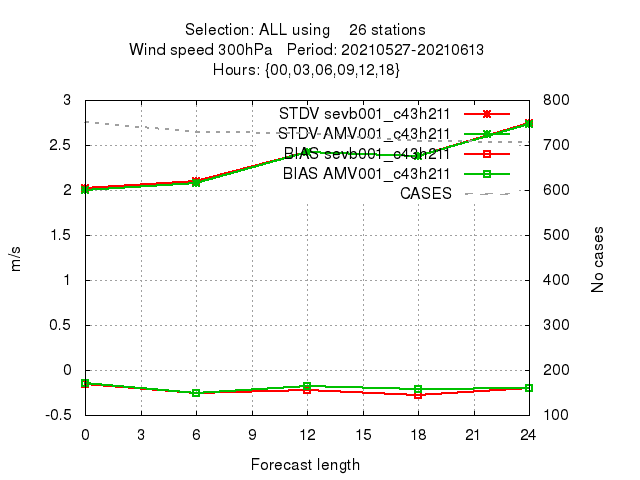 Selection: ALL using 26 stations
Wind speed 300hPa Period: 20210527-20210613
Hours: {00,03,06,09,12,18}
3
2.5
2
1.5
1
0.5
0
-0.5
m/s
STDV sevb001_c43h211
STDV AMV001_c43h211
BIAS sevb001_c43h211
BIAS AMV001_c43h211
CASES
800
700
600
500
400
300
200
100
No cases
0 3 6 9 12 15 18 21 24
Forecast length